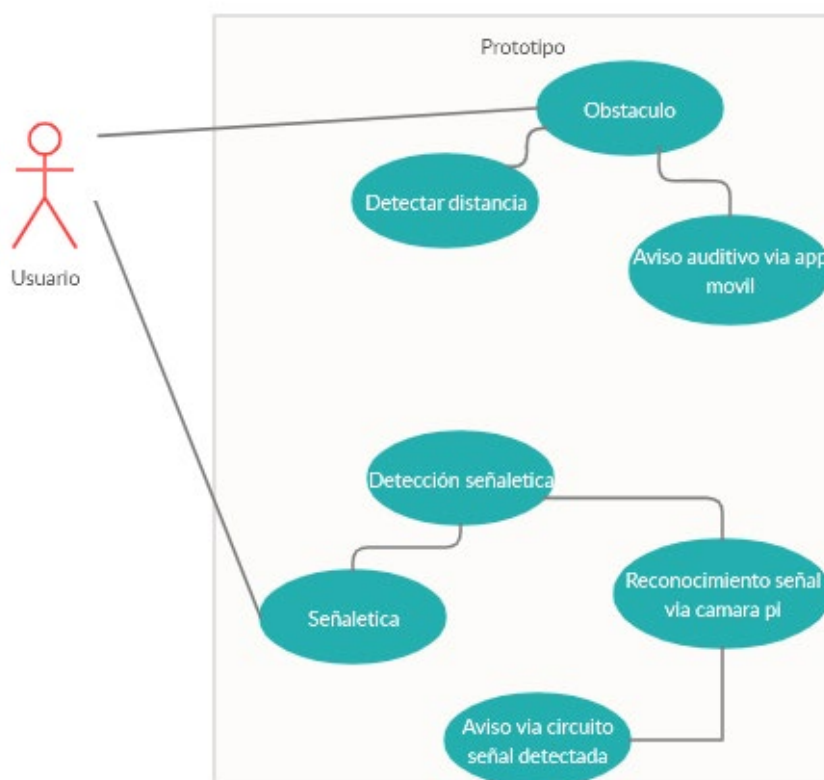 Prototipo
Obstaculo
Detectar distancia
Aviso auditivo via app
movil
Usuario
Detección señaletica
Reconocimiento señal
via camara pi
Señaletica
Aviso via circuito
señal detectada